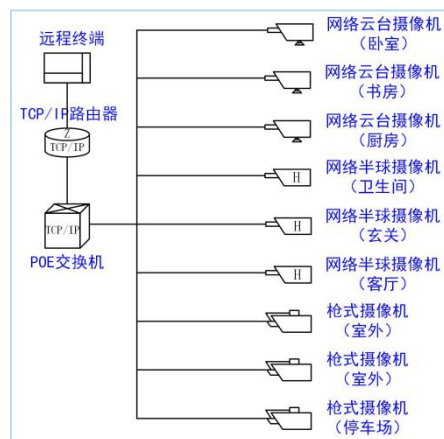 远程终端
TCP/IP路由器
Z
TCP/IP
TCP/IP
POE交换机
网络云台摄像机
（卧室）
网络云台摄像机
（书房）
网络云台摄像机
（厨房）
H
网络半球摄像机
（卫生间）
H
网络半球摄像机
（玄关）
H
网络半球摄像机
（客厅）
枪式摄像机
（室外）
枪式摄像机
（室外）
枪式摄像机
（停车场）